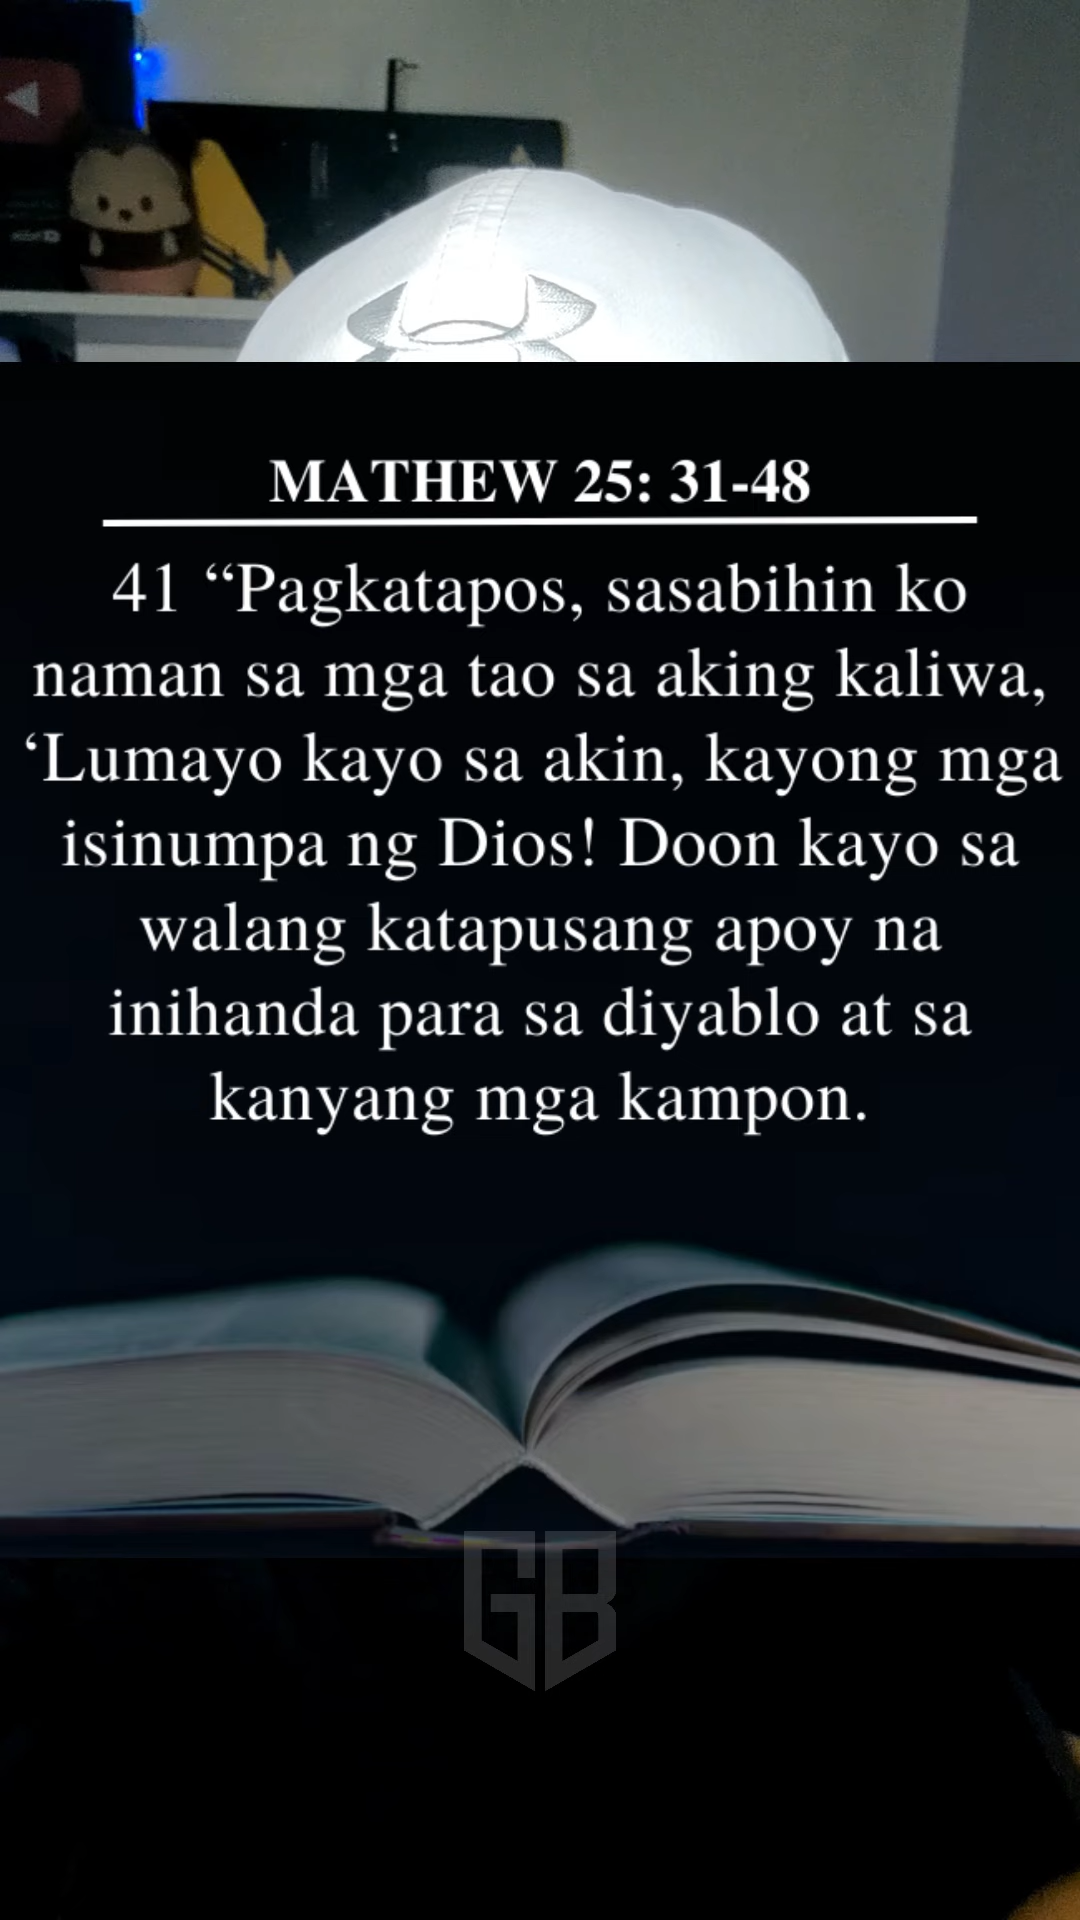 MATHEW 25: 31-48
41 “Pagkatapos, sasabihin ko
naman sa mga tao sa aking kaliwa,
‘Lumayo kayo sa akin, kayong mga
isinumpa ng Dios! Doon kayo sa
walang katapusang apoy na
inihanda para sa diyablo at sa
kanyang mga kampon.
GB